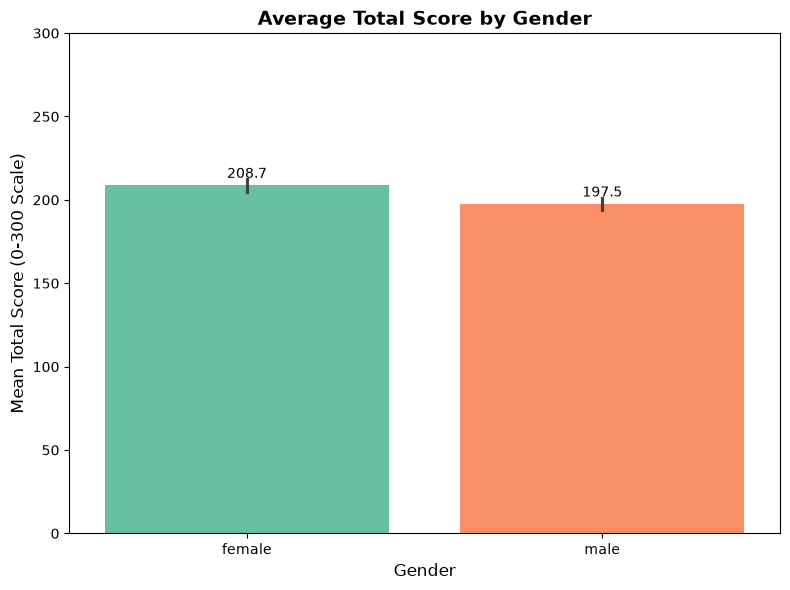 Average Total Score by Gender
Mean Total Score (0-300 Scale)
300
250
200
150
100
50
0
208.7
197.5
female
male
Gender